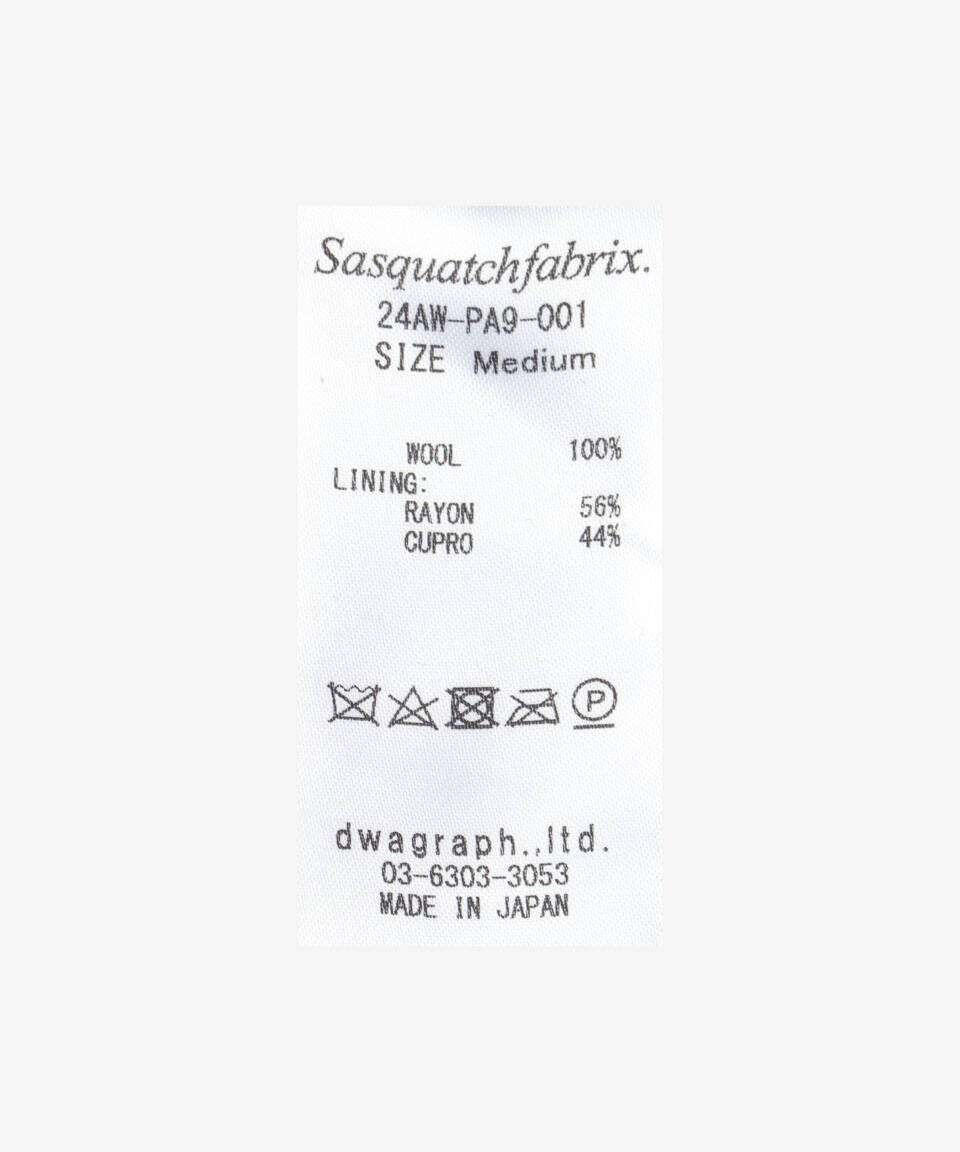 Sasquatchfabrix.
24AW-PA9-001
SIZE Medium
WOOL 100%
LINING:
RAYON 56%
CUPRO 44%
P
dwagraph.,ltd.
03-6303-3053
MADE IN JAPAN